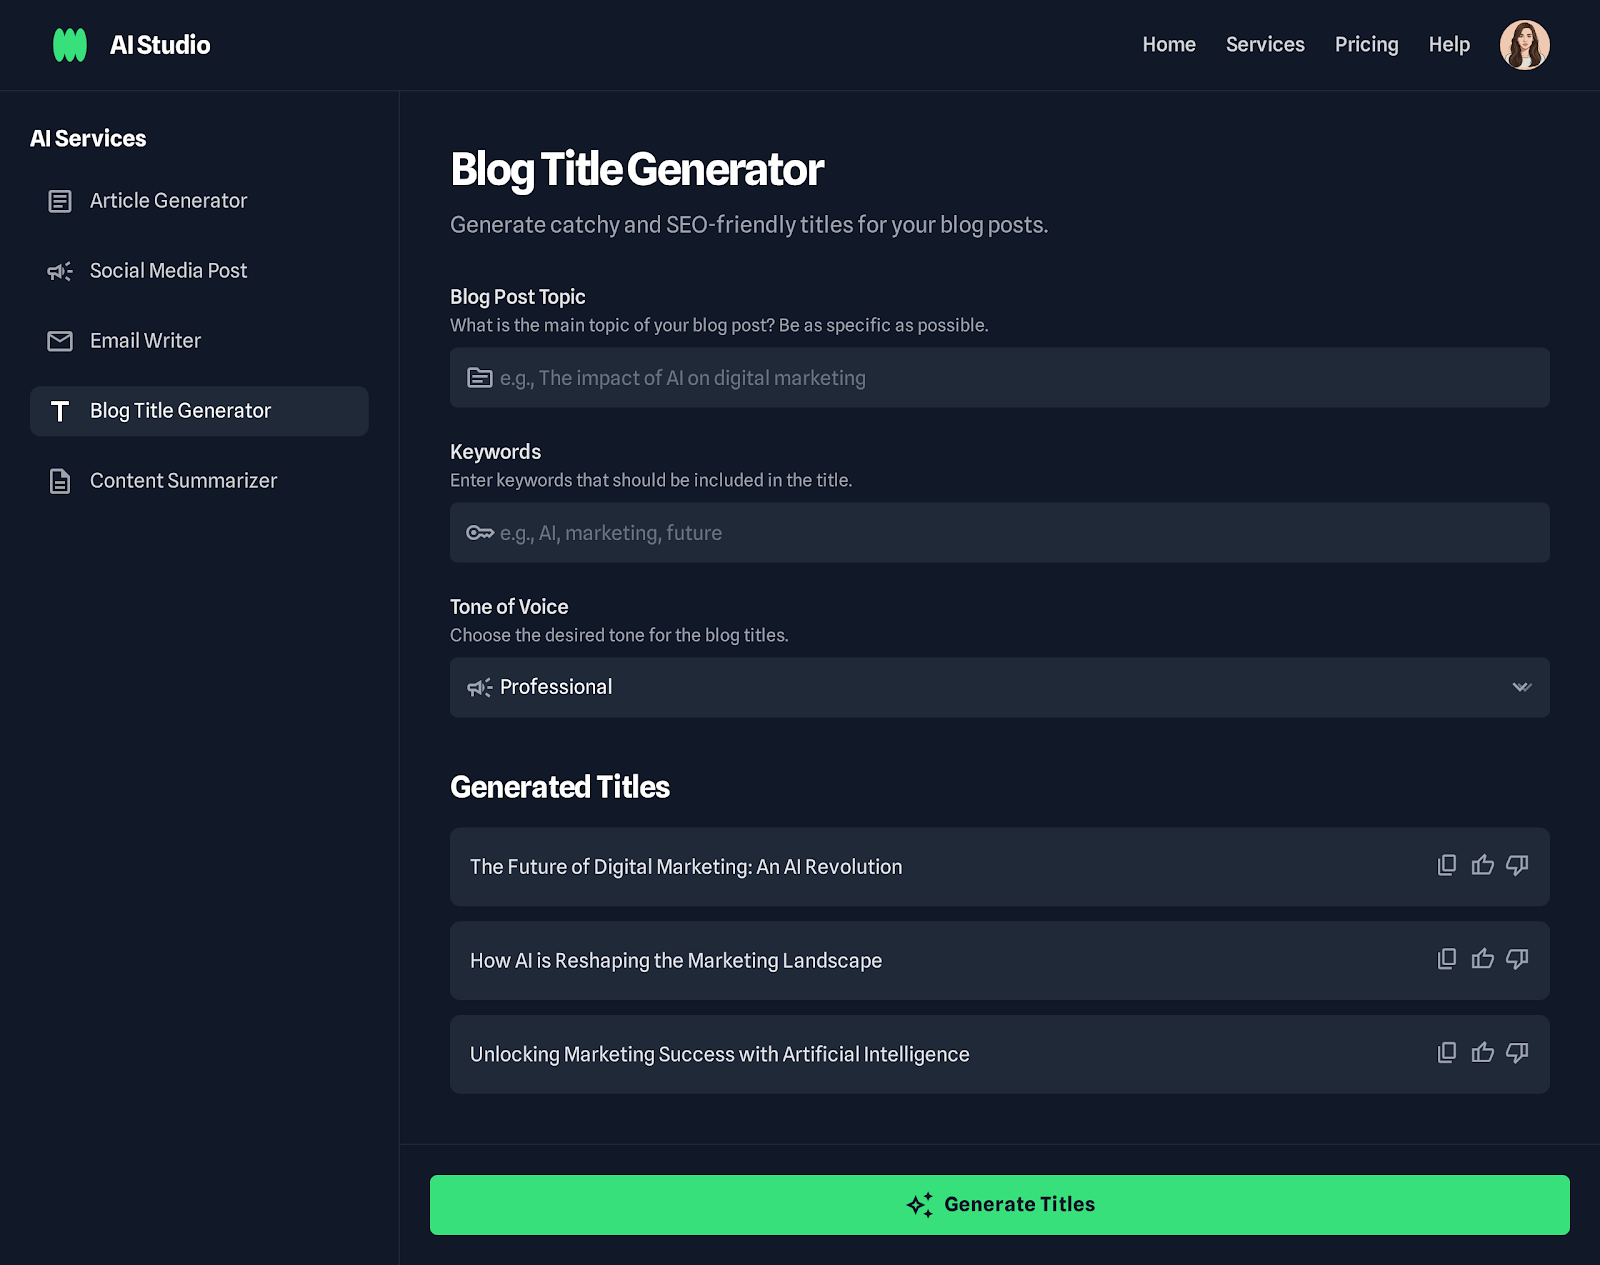 AI Studio
Home
Services
Pricing
Help
AI Services
Article Generator
Social Media Post
Email Writer
Blog Title Generator
Content Summarizer
Blog Title Generator
Generate catchy and SEO-friendly titles for your blog posts.
Blog Post Topic
What is the main topic of your blog post? Be as specific as possible.
e.g., The impact of AI on digital marketing
Keywords
Enter keywords that should be included in the title.
e.g., AI, marketing, future
Tone of Voice
Choose the desired tone for the blog titles.
Professional
Generated Titles
The Future of Digital Marketing: An AI Revolution
How AI is Reshaping the Marketing Landscape
Unlocking Marketing Success with Artificial Intelligence
Generate Titles